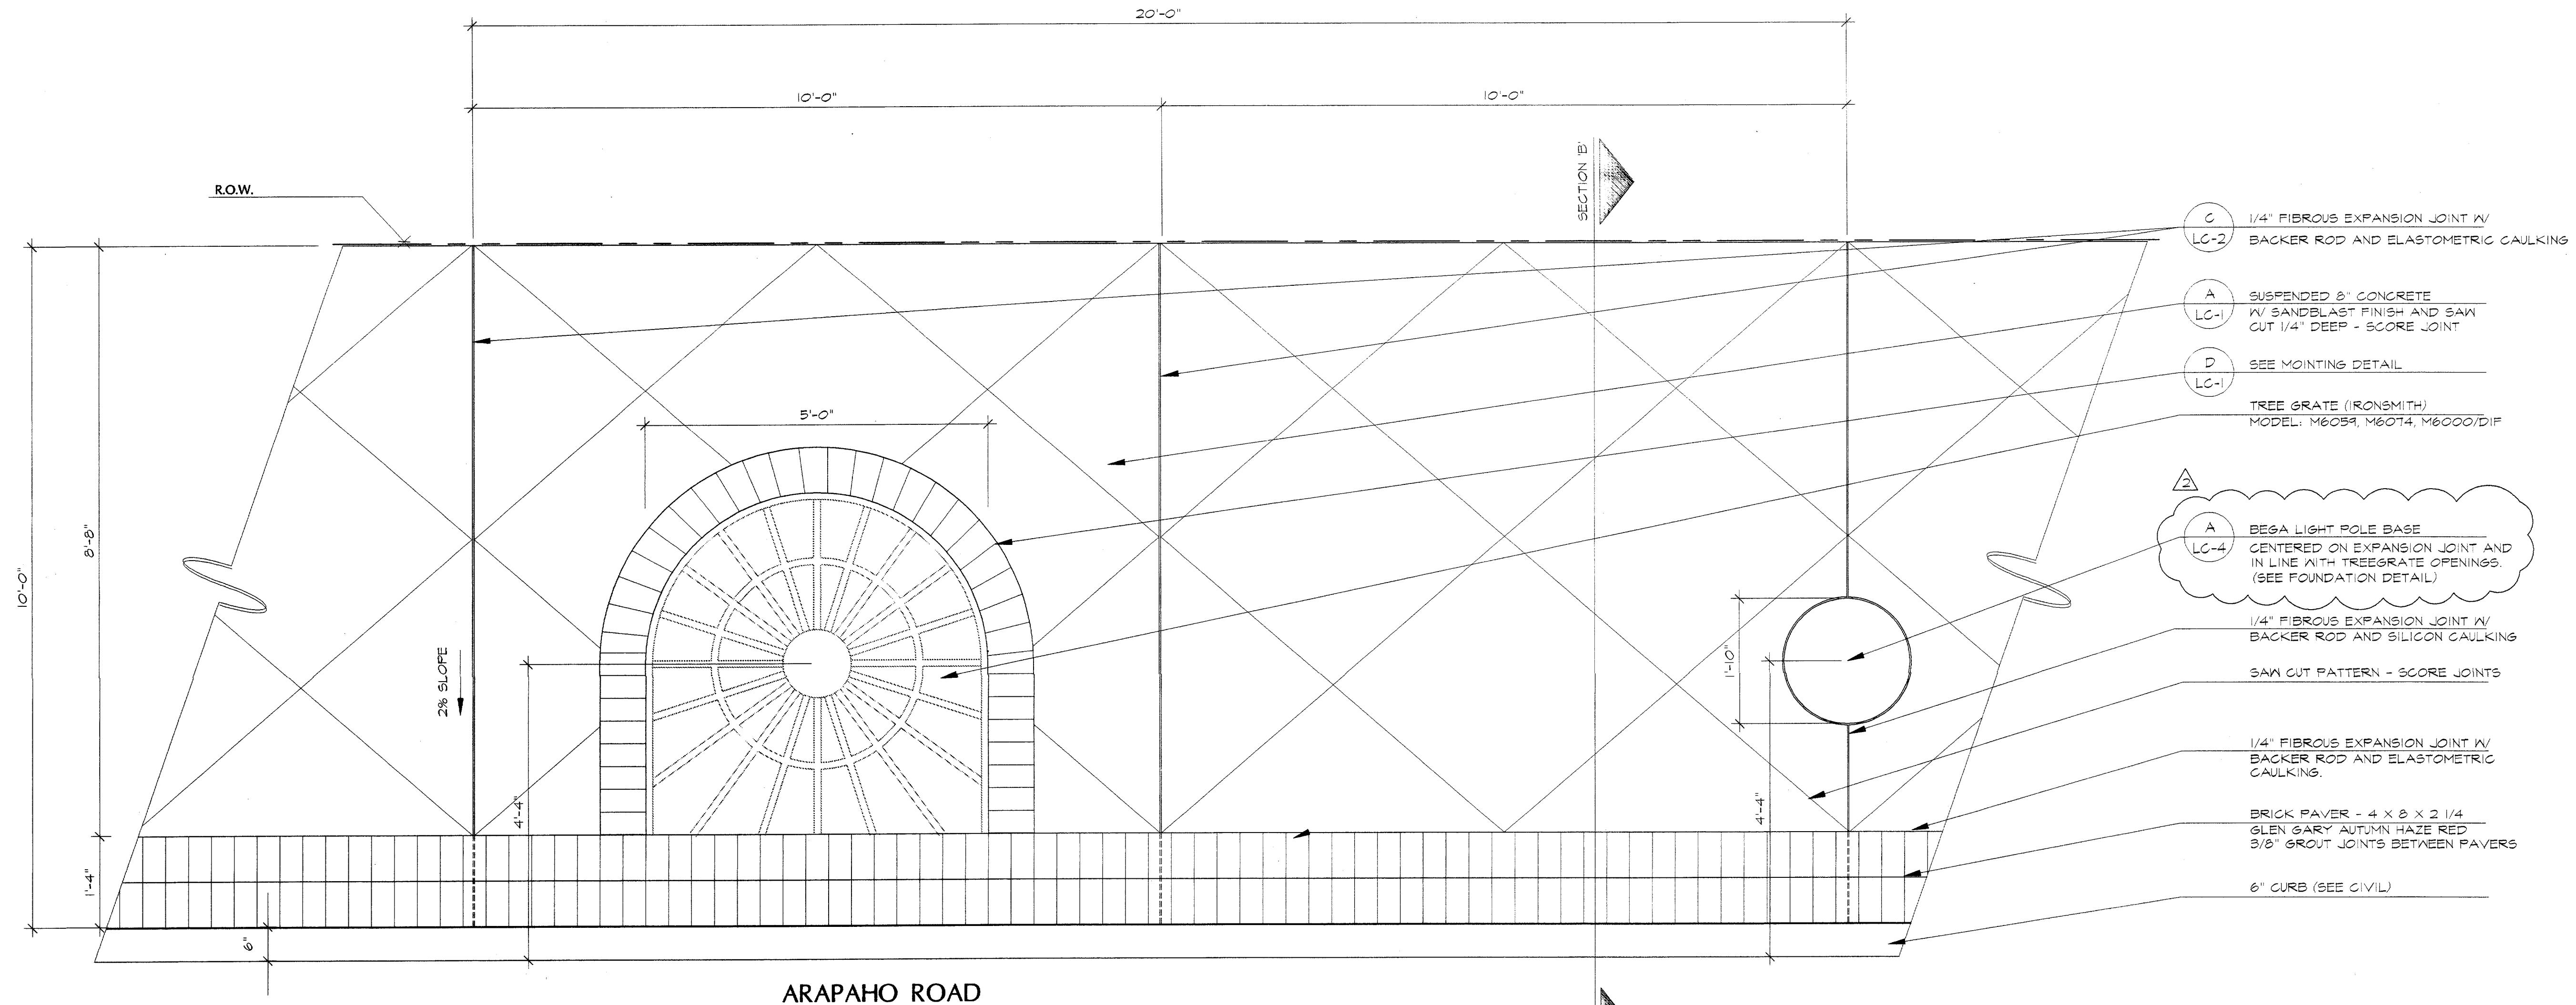 20'-0"
10'-0"
10'-0"
SECTION 'B'
R.O.W.
C
LC-2
1/4" FIBROUS EXPANSION JOINT W/
BACKER ROD AND ELASTOMETRIC CAULKING
A
LC-1
SUSPENDED 8" CONCRETE
W/ SANDBLAST FINISH AND SAW
CUT 1/4" DEEP - SCORE JOINT
D
LC-1
SEE MOINTING DETAIL
TREE GRATE (IRONSMITH)
MODEL: M6059, M6074, M6000/DIF
5'-0"
2
A
LC-4
BEGA LIGHT POLE BASE
CENTERED ON EXPANSION JOINT AND
IN LINE WITH TREEGRATE OPENINGS.
(SEE FOUNDATION DETAIL)
8'-8"
10'-0"
1/4" FIBROUS EXPANSION JOINT W/
BACKER ROD AND SILICON CAULKING
1'-10"
2% SLOPE
SAW CUT PATTERN - SCORE JOINTS
4'-4"
4'-4"
1/4" FIBROUS EXPANSION JOINT W/
BACKER ROD AND ELASTOMETRIC
CAULKING.
BRICK PAVER - 4 X 8 X 2 1/4
GLEN GARY AUTUMN HAZE RED
3/8" GROUT JOINTS BETWEEN PAVERS
1'-4"
6" CURB (SEE CIVIL)
6"
ARAPAHO ROAD